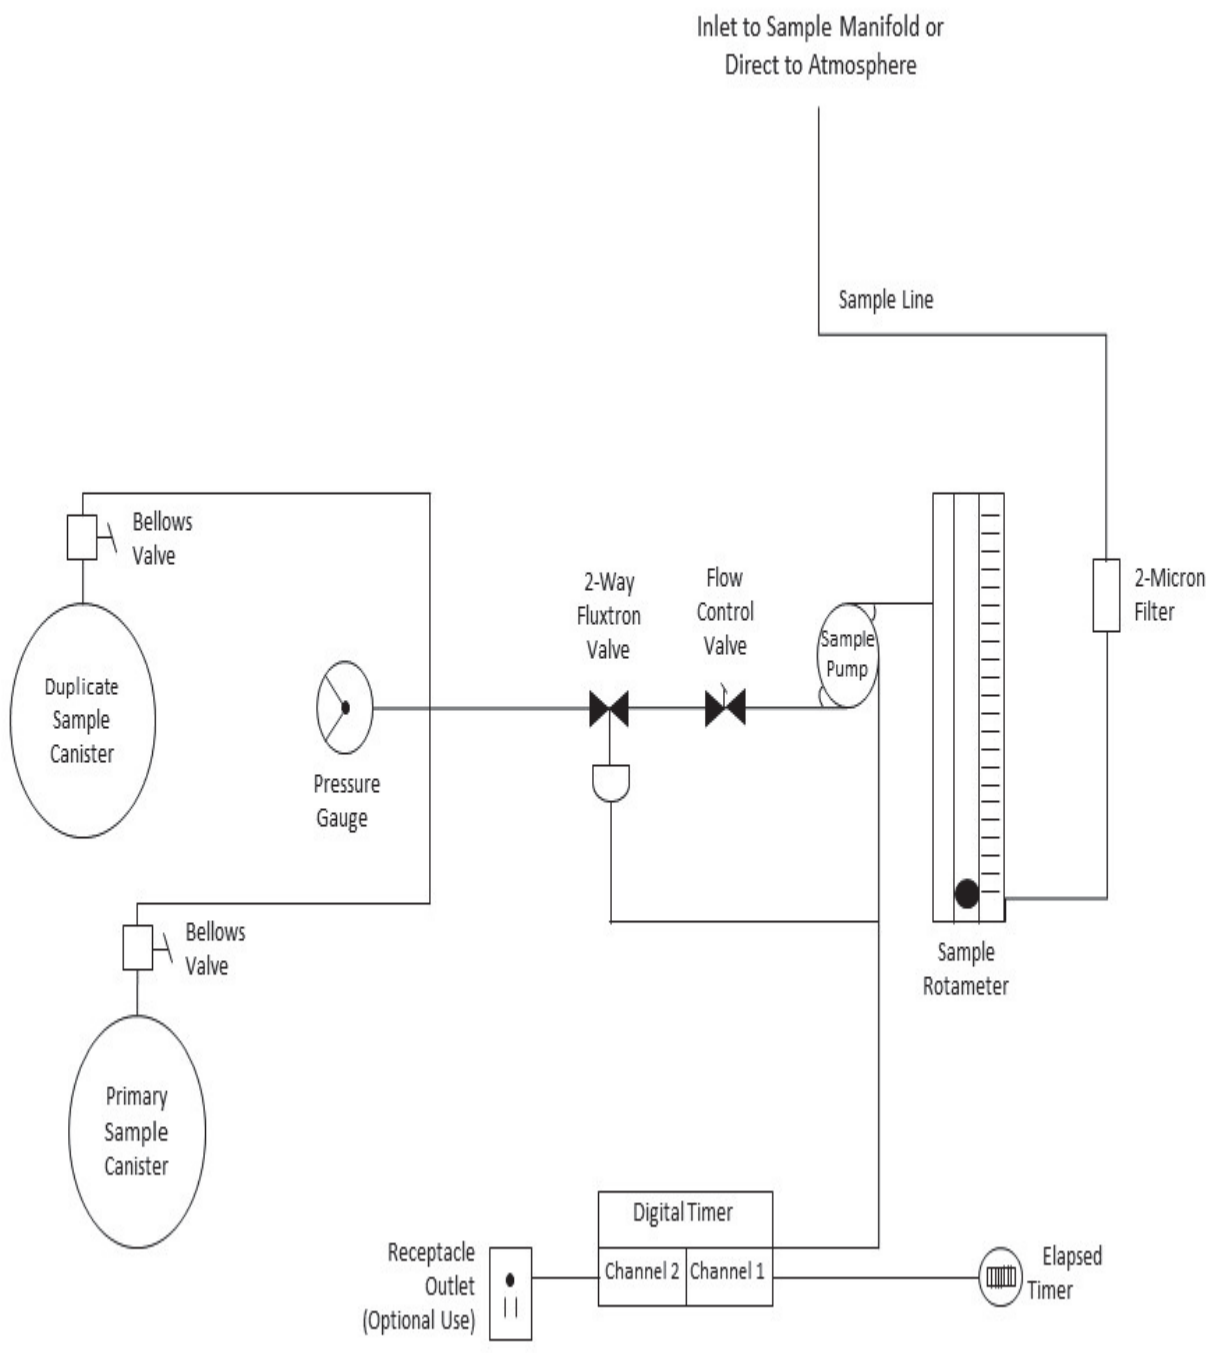 Inlet to Sample Manifold or
Direct to Atmosphere
Sample Line
Bellows
Valve
2-Way
Fluxtron
Valve
Flow
Control
Valve
Sample
Pump
2-Micron
Filter
Duplicate
Sample
Canister
Pressure
Gauge
Bellows
Valve
Sample
Rotameter
Primary
Sample
Canister
Digital Timer
Channel 2
Channel 1
Receptacle
Outlet
(Optional Use)
Elapsed
Timer